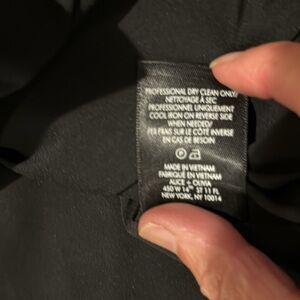 PROFESSIONAL DRY CLEAN ONLY/
NETTOYAGE À SEC
PROFESSIONNEL UNIQUEMENT
COOL IRON ON REVERSE SIDE
WHEN NEEDED/
FER FRAIS SUR LE CÔTÉ INVERSE
EN CAS DE BESOIN
P
MADE IN VIETNAM
FABRIQUÉ EN VIETNAM
ALICE + OLIVIA
450 W 14TH ST 11 FL
NEW YORK, NY 10014